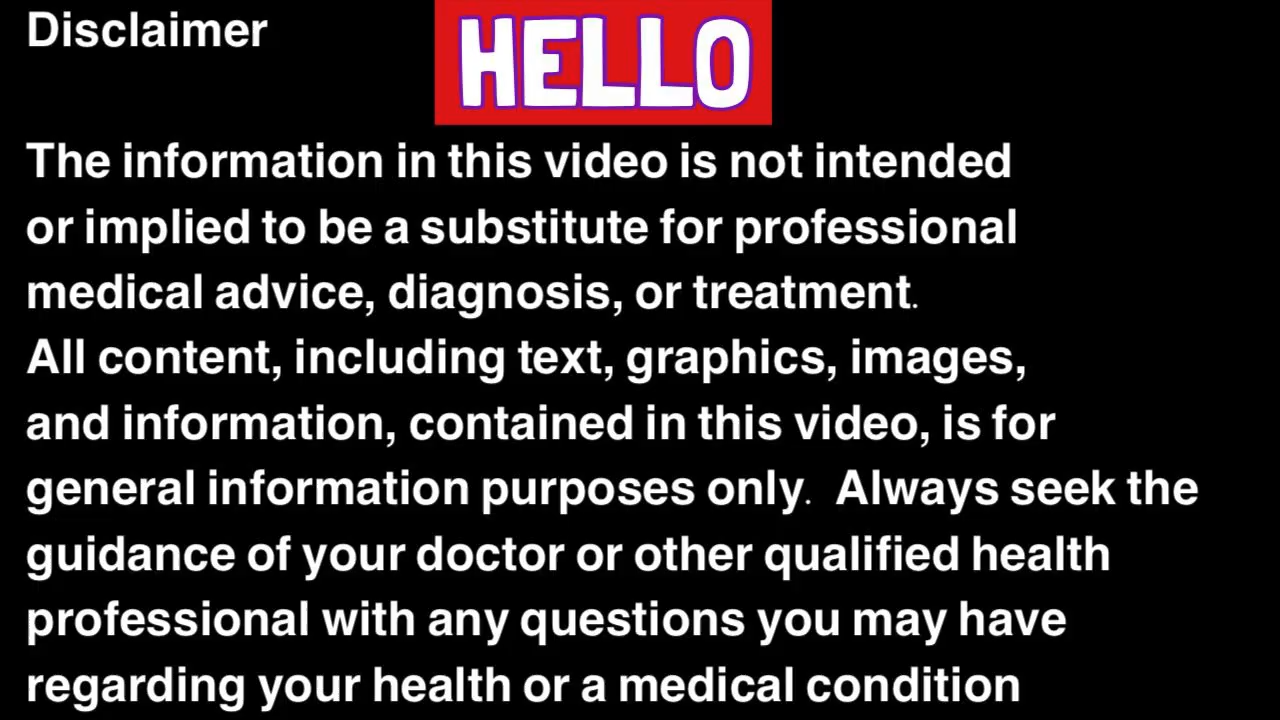 Disclaimer
HELLO
The information in this video is not intended
or implied to be a substitute for professional
medical advice, diagnosis, or treatment.
All content, including text, graphics, images,
and information, contained in this video, is for
general information purposes only.  Always seek the
guidance of your doctor or other qualified health
professional with any questions you may have
regarding your health or a medical condition